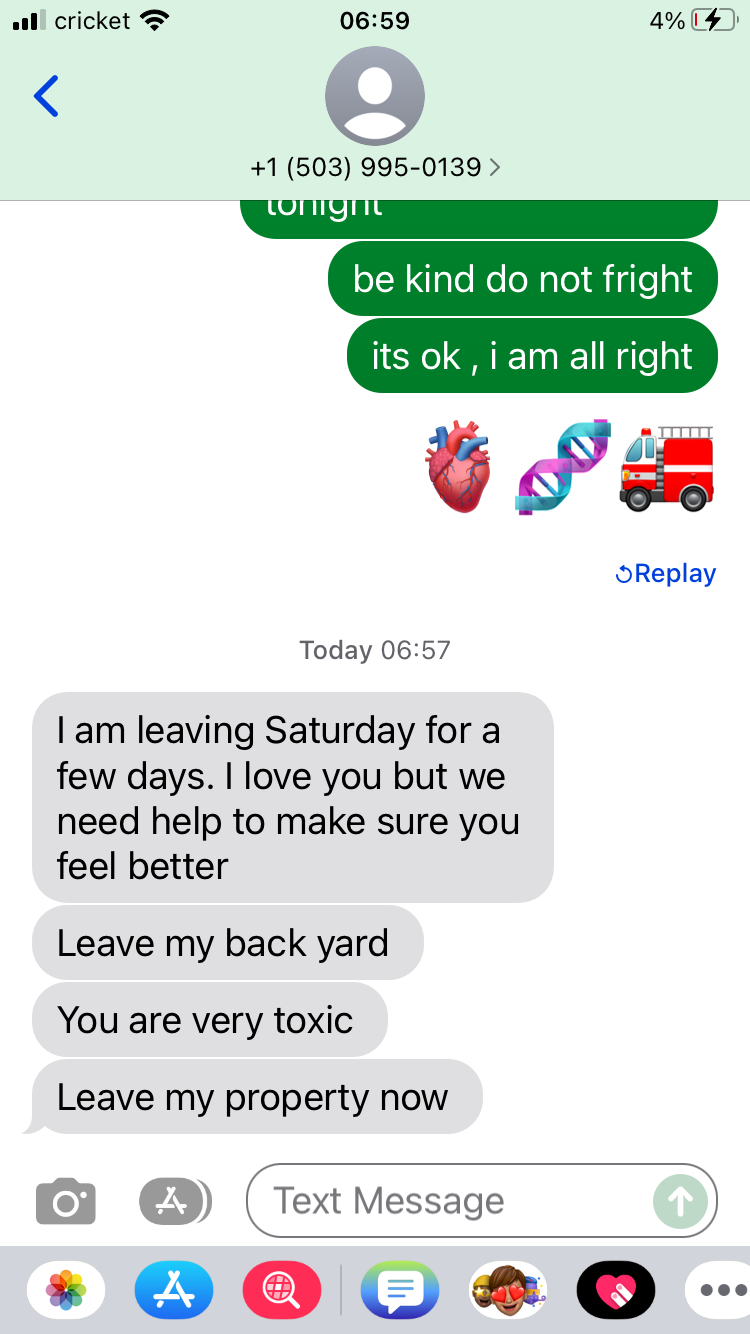 cricket 06:59 4%
+1 (503) 995-0139
tonight
be kind do not fright
its ok , i am all right
Replay
Today 06:57
I am leaving Saturday for a
few days. I love you but we
need help to make sure you
feel better
Leave my back yard
You are very toxic
Leave my property now
Text Message